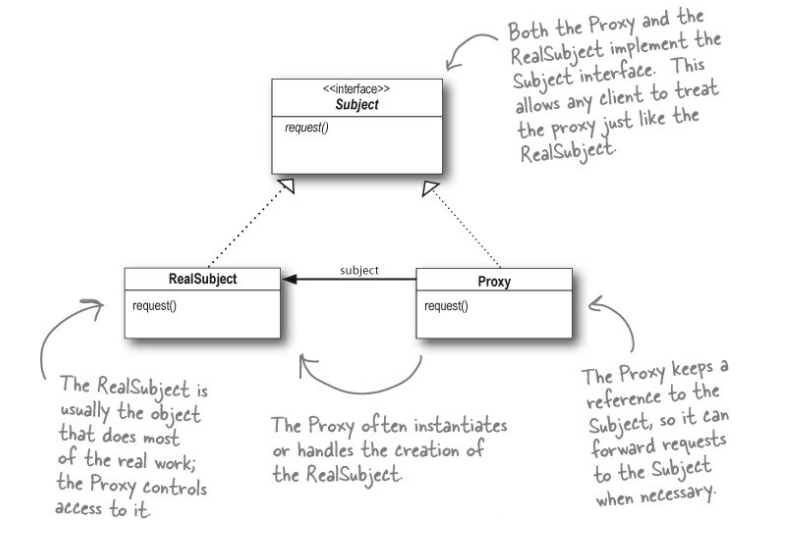 Both the Proxy and the
RealSubject implement the
Subject interface. This
allows any client to treat
the proxy just like the
RealSubject.
<<interface>>
Subject
request()
RealSubject
request()
subject
Proxy
request()
The RealSubject is
usually the object
that does most
of the real work;
the Proxy controls
access to it.
The Proxy often instantiates
or handles the creation of
the RealSubject.
The Proxy keeps a
reference to the
Subject, so it can
forward requests
to the Subject
when necessary.